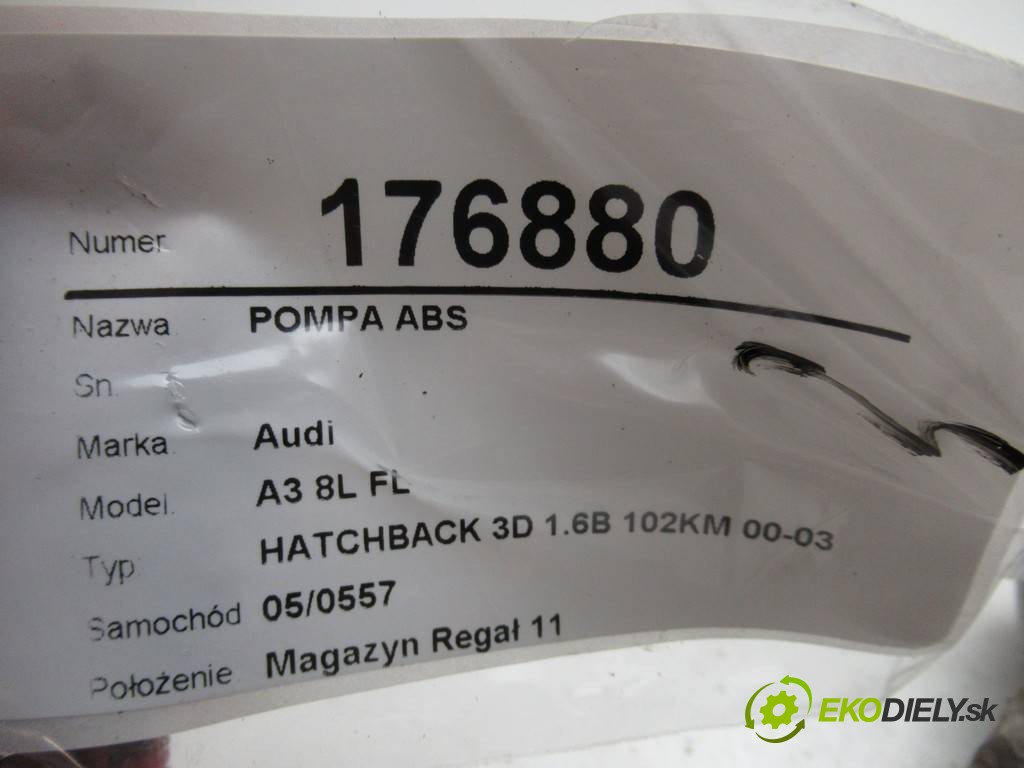 Numer 176880
Nazwa POMPA ABS
Sn.
Marka Audi
Model. A3 8L FL
Typ HATCHBACK 3D 1.6B 102KM 00-03
Samochód 05/0557
Położenie Magazyn Regał 11
EKODIELY.sk